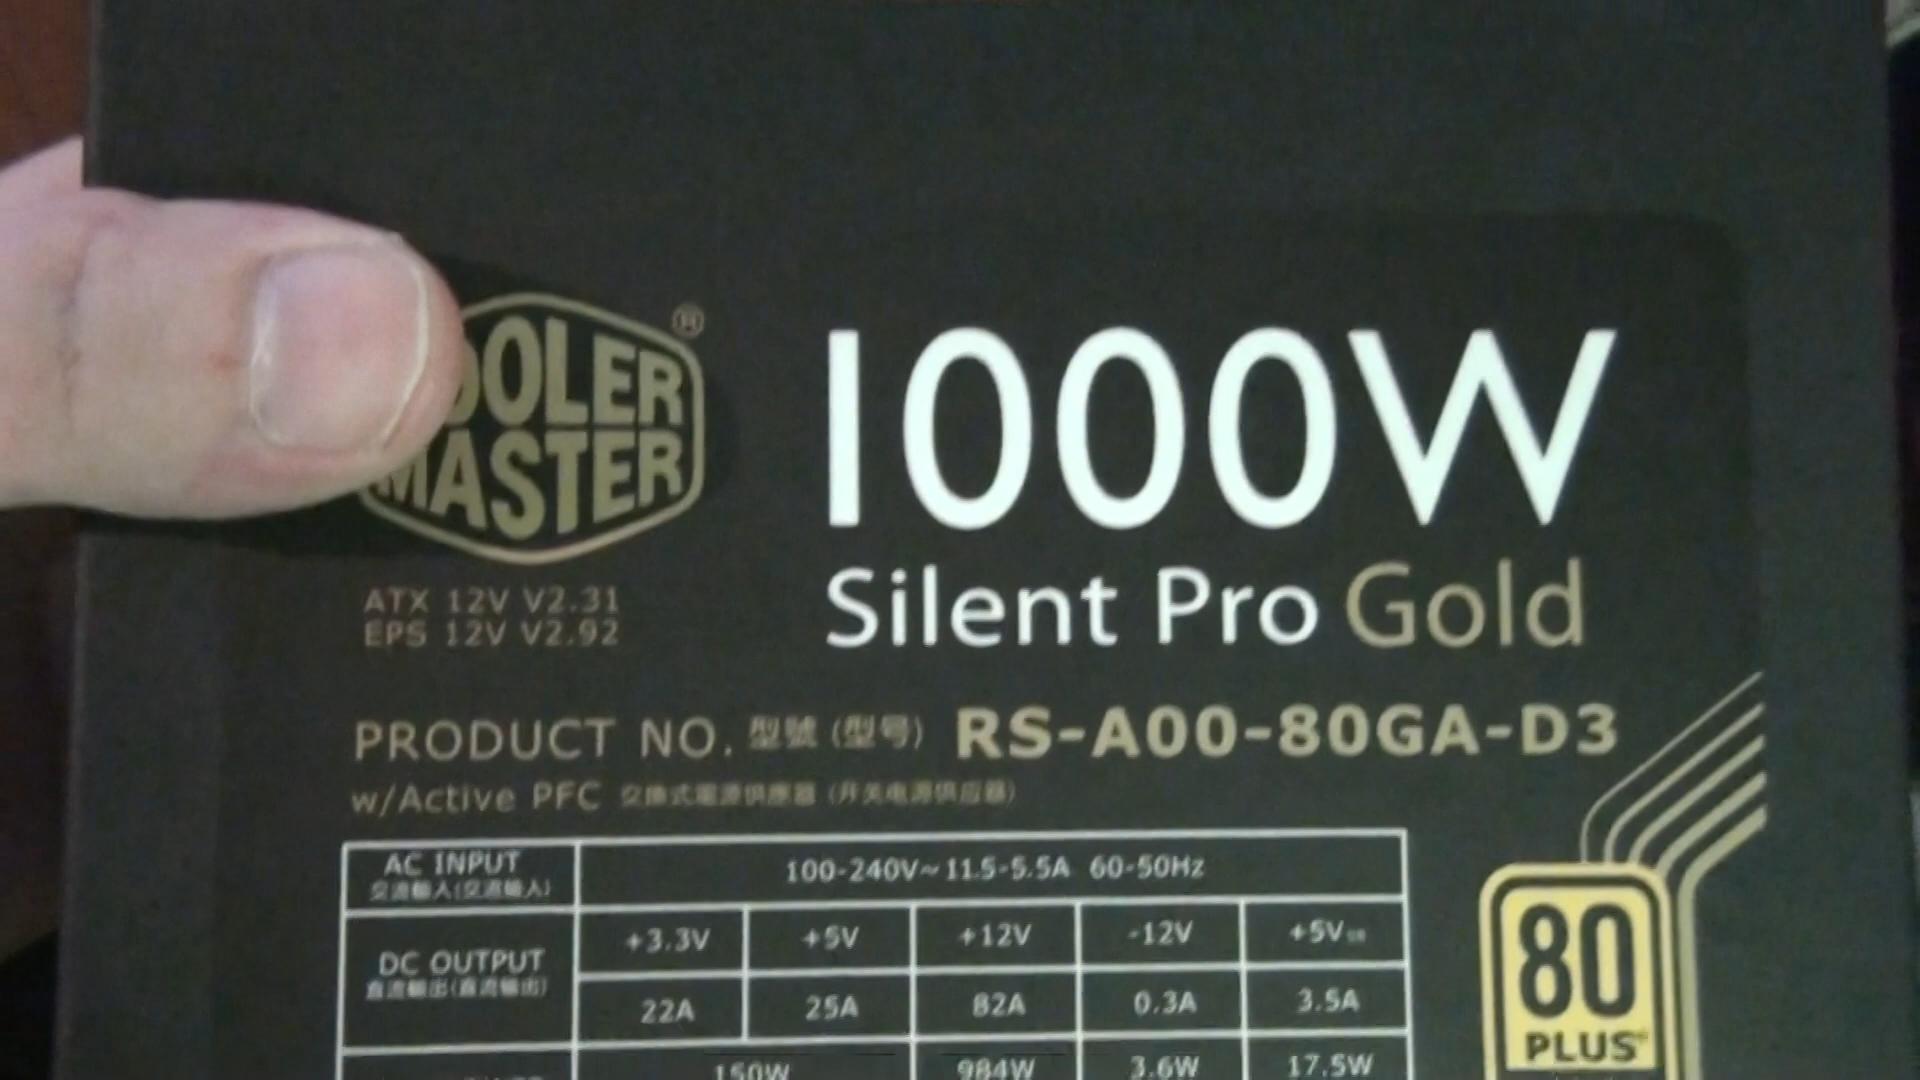 OOLER
MASTER
®
1000W
Silent Pro Gold
ATX 12V V2.31
EPS 12V V2.92
PRODUCT NO. 型號 (型号) RS-A00-80GA-D3
w/Active PFC 交換式電源供應器 (开关电源供应器)
AC INPUT
交流輸入(交流输入)
100-240V~ 11.5-5.5A 60-50Hz
DC OUTPUT
直流輸出(直流输出)
+3.3V +5V +12V -12V +5V
22A 25A 82A 0.3A 3.5A
150W 984W 3.6W 17.5W
80
PLUS